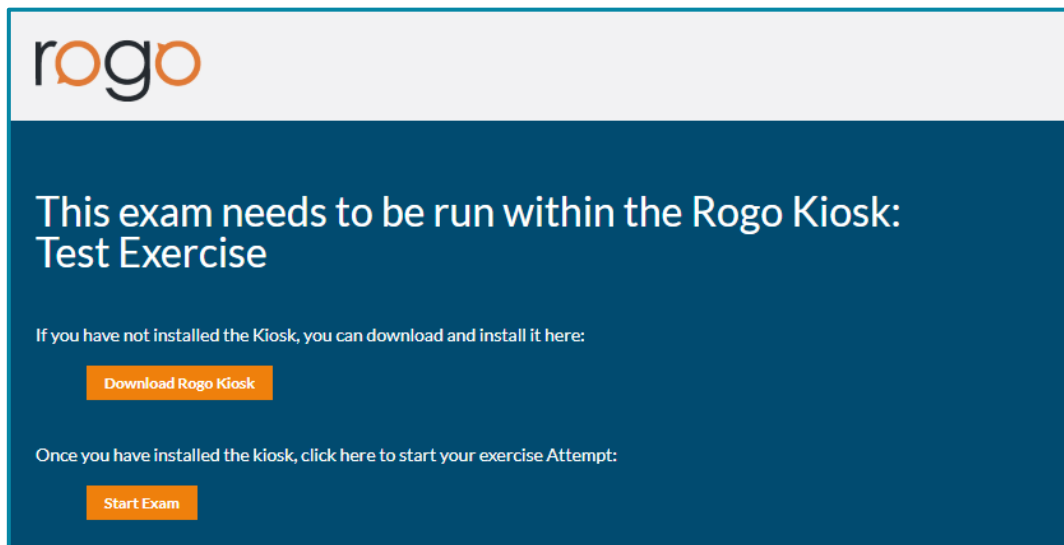 rogo
This exam needs to be run within the Rogo Kiosk:
Test Exercise
If you have not installed the Kiosk, you can download and install it here:
Download Rogo Kiosk
Once you have installed the kiosk, click here to start your exercise Attempt:
Start Exam